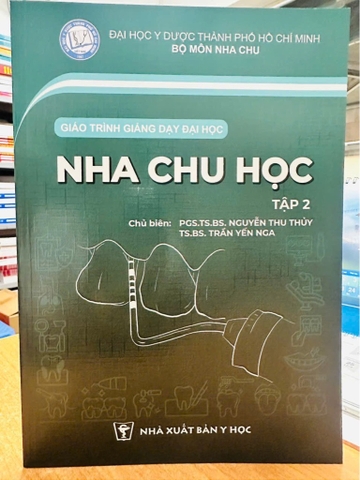 ĐẠI HỌC Y DƯỢC THÀNH PHỐ HỒ CHÍ MINH
BỘ MÔN NHA CHU
GIÁO TRÌNH GIẢNG DẠY ĐẠI HỌC
NHA CHU HỌC
TẬP 2
Chủ biên: PGS.TS.BS. NGUYỄN THU THỦY
TS.BS. TRẦN YẾN NGA
NHÀ XUẤT BẢN Y HỌC